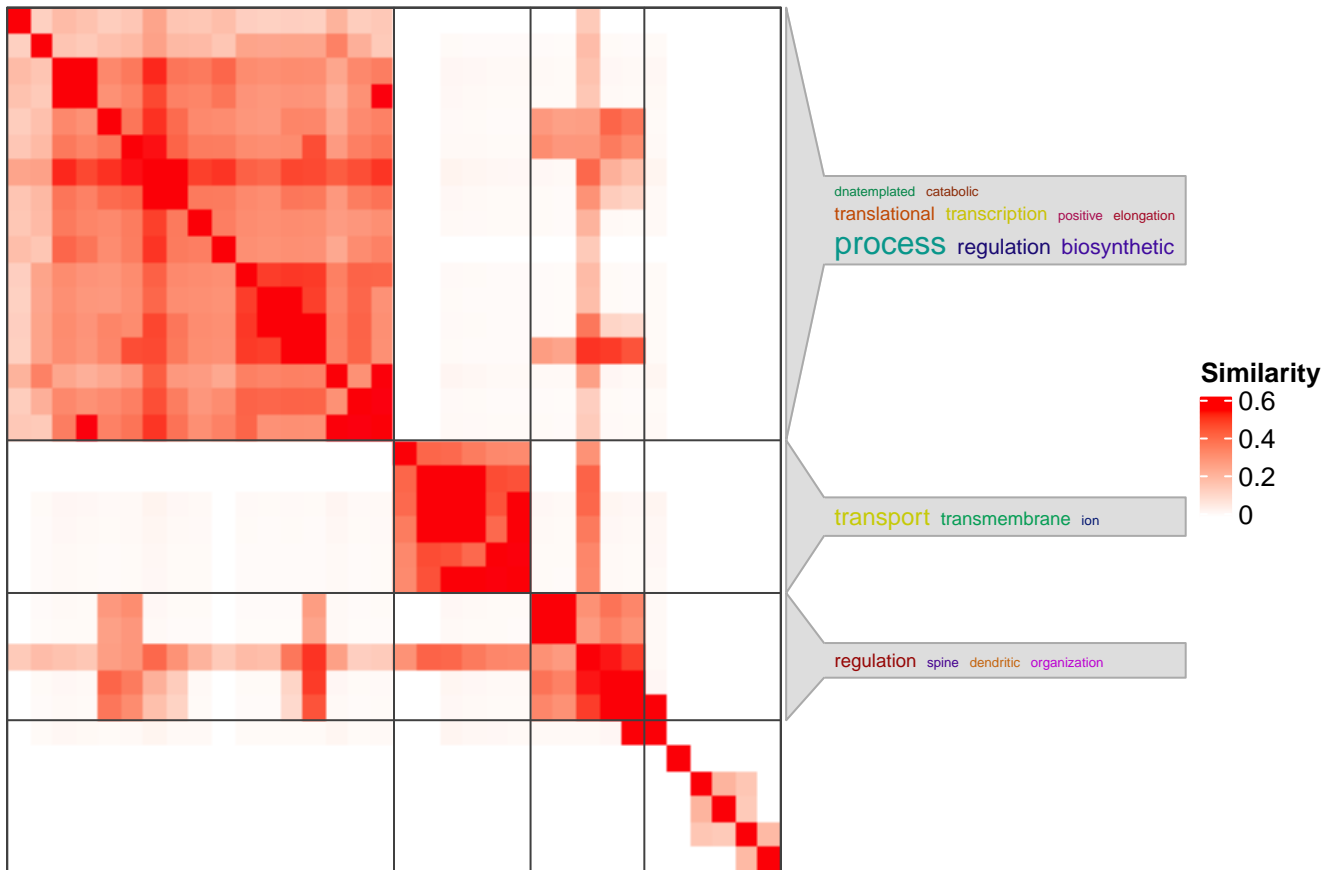 dnatemplated catabolic
translational transcription positive elongation
process regulation biosynthetic
Similarity
0.6
0.4
0.2
0
transport transmembrane ion
regulation spine dendritic organization